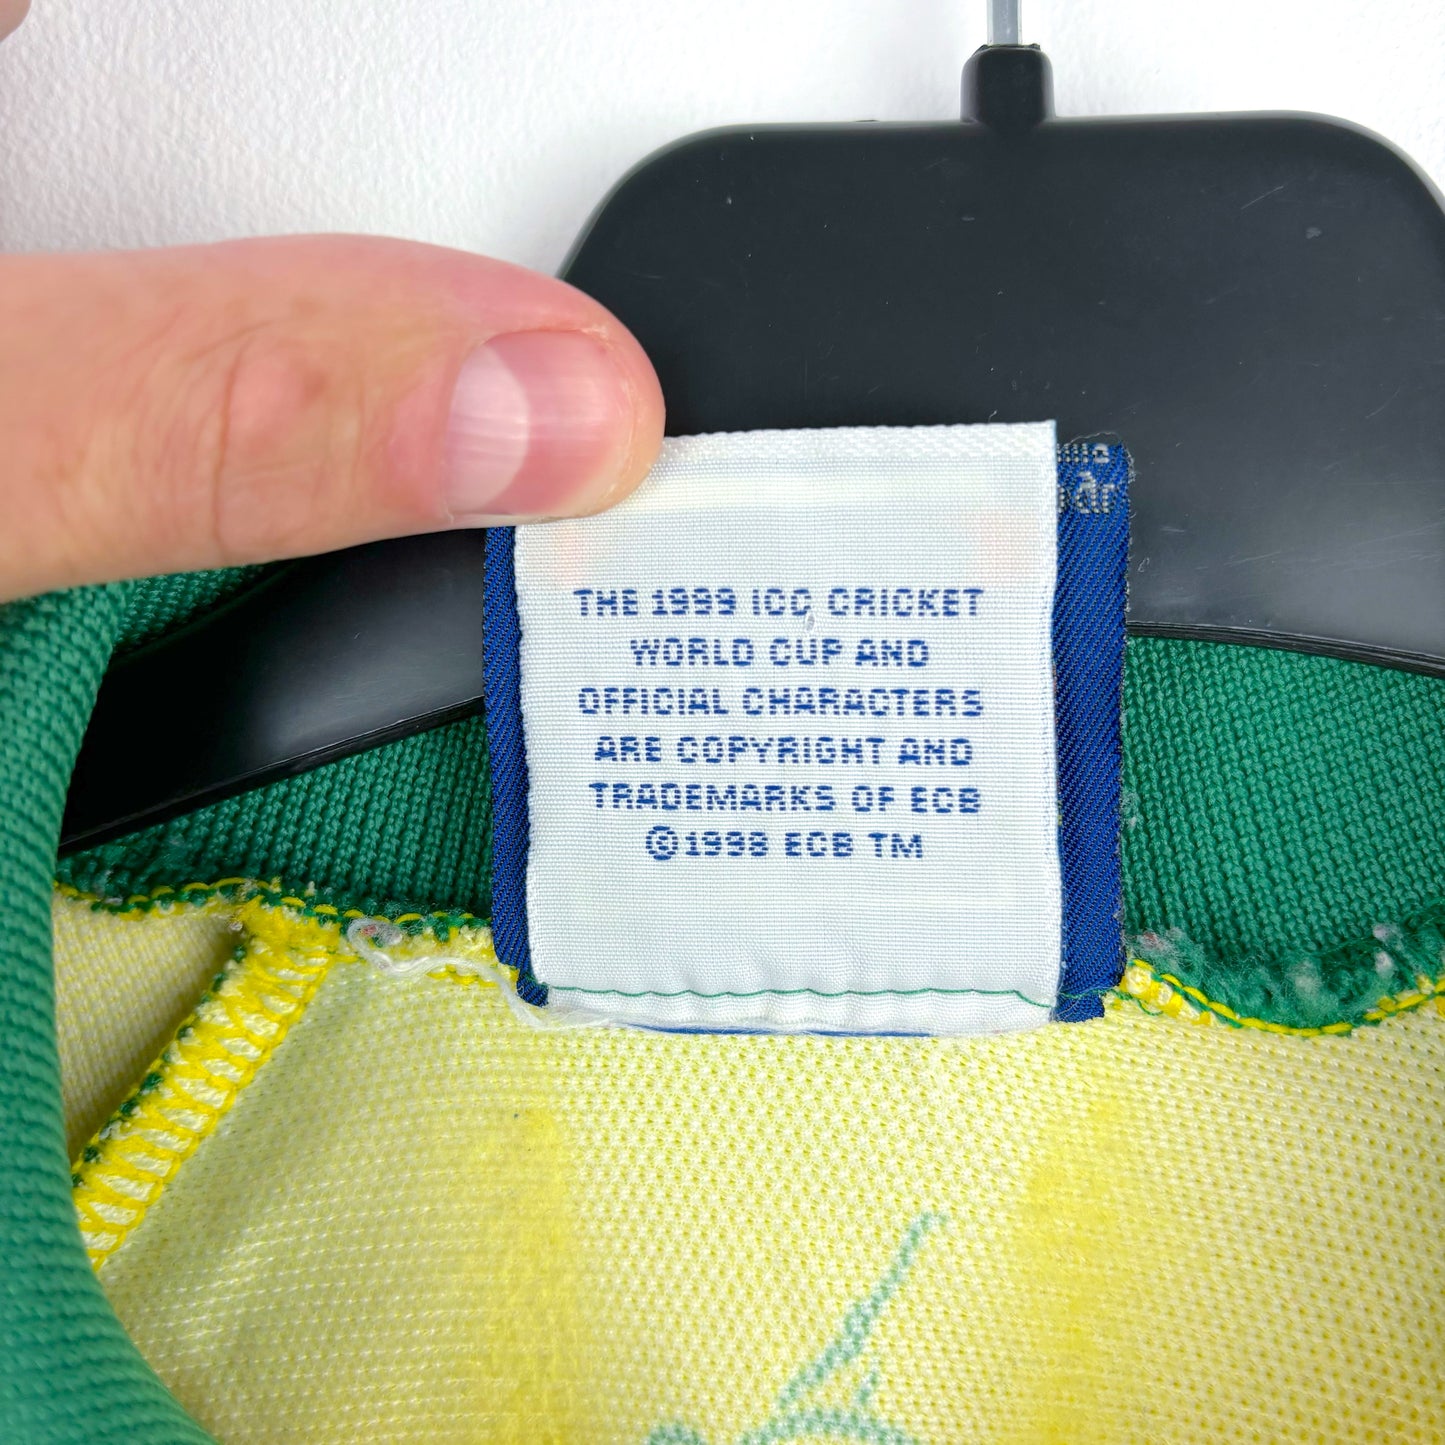 THE 1999 ICC CRICKET
WORLD CUP AND
OFFICIAL CHARACTERS
ARE COPYRIGHT AND
TRADEMARKS OF ECB
©1998 ECB TM